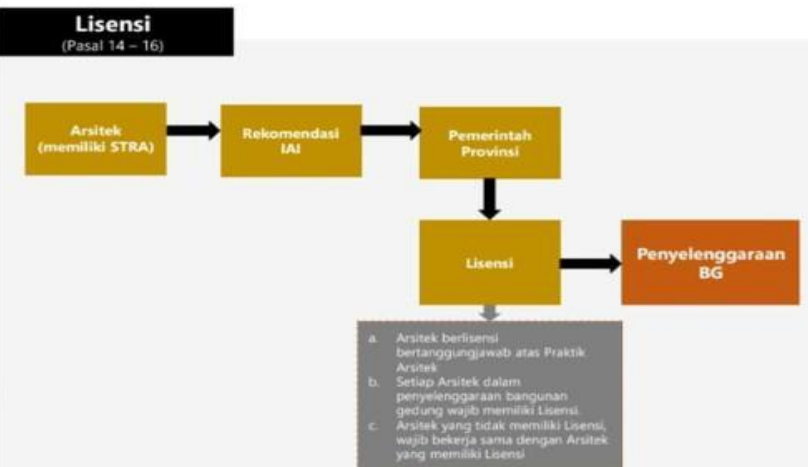 Lisensi
(Pasal 14 – 16)
Arsitek
(memiliki STRA)
Rekomendasi
IAI
Pemerintah
Provinsi
Lisensi
Penyelenggaraan
BG
a. Arsitek berlisensi
bertanggungjawab atas Praktik
Arsitek
b. Setiap Arsitek dalam
penyelenggaraan bangunan
gedung wajib memiliki Lisensi.
c. Arsitek yang tidak memiliki Lisensi,
wajib bekerja sama dengan Arsitek
yang memiliki Lisensi